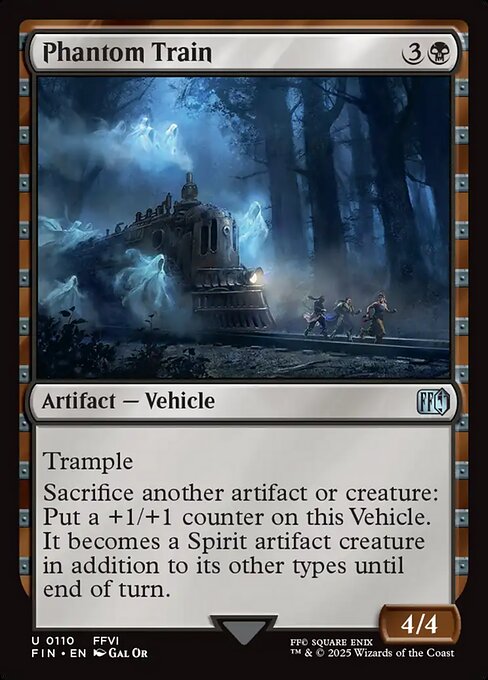 Phantom Train 3
Artifact — Vehicle FF
Trample
Sacrifice another artifact or creature:
Put a +1/+1 counter on this Vehicle.
It becomes a Spirit artifact creature
in addition to its other types until
end of turn.
4/4
U 0110 FFVI
FIN • EN Gal Or
FF© SQUARE ENIX
™ & © 2025 Wizards of the Coast